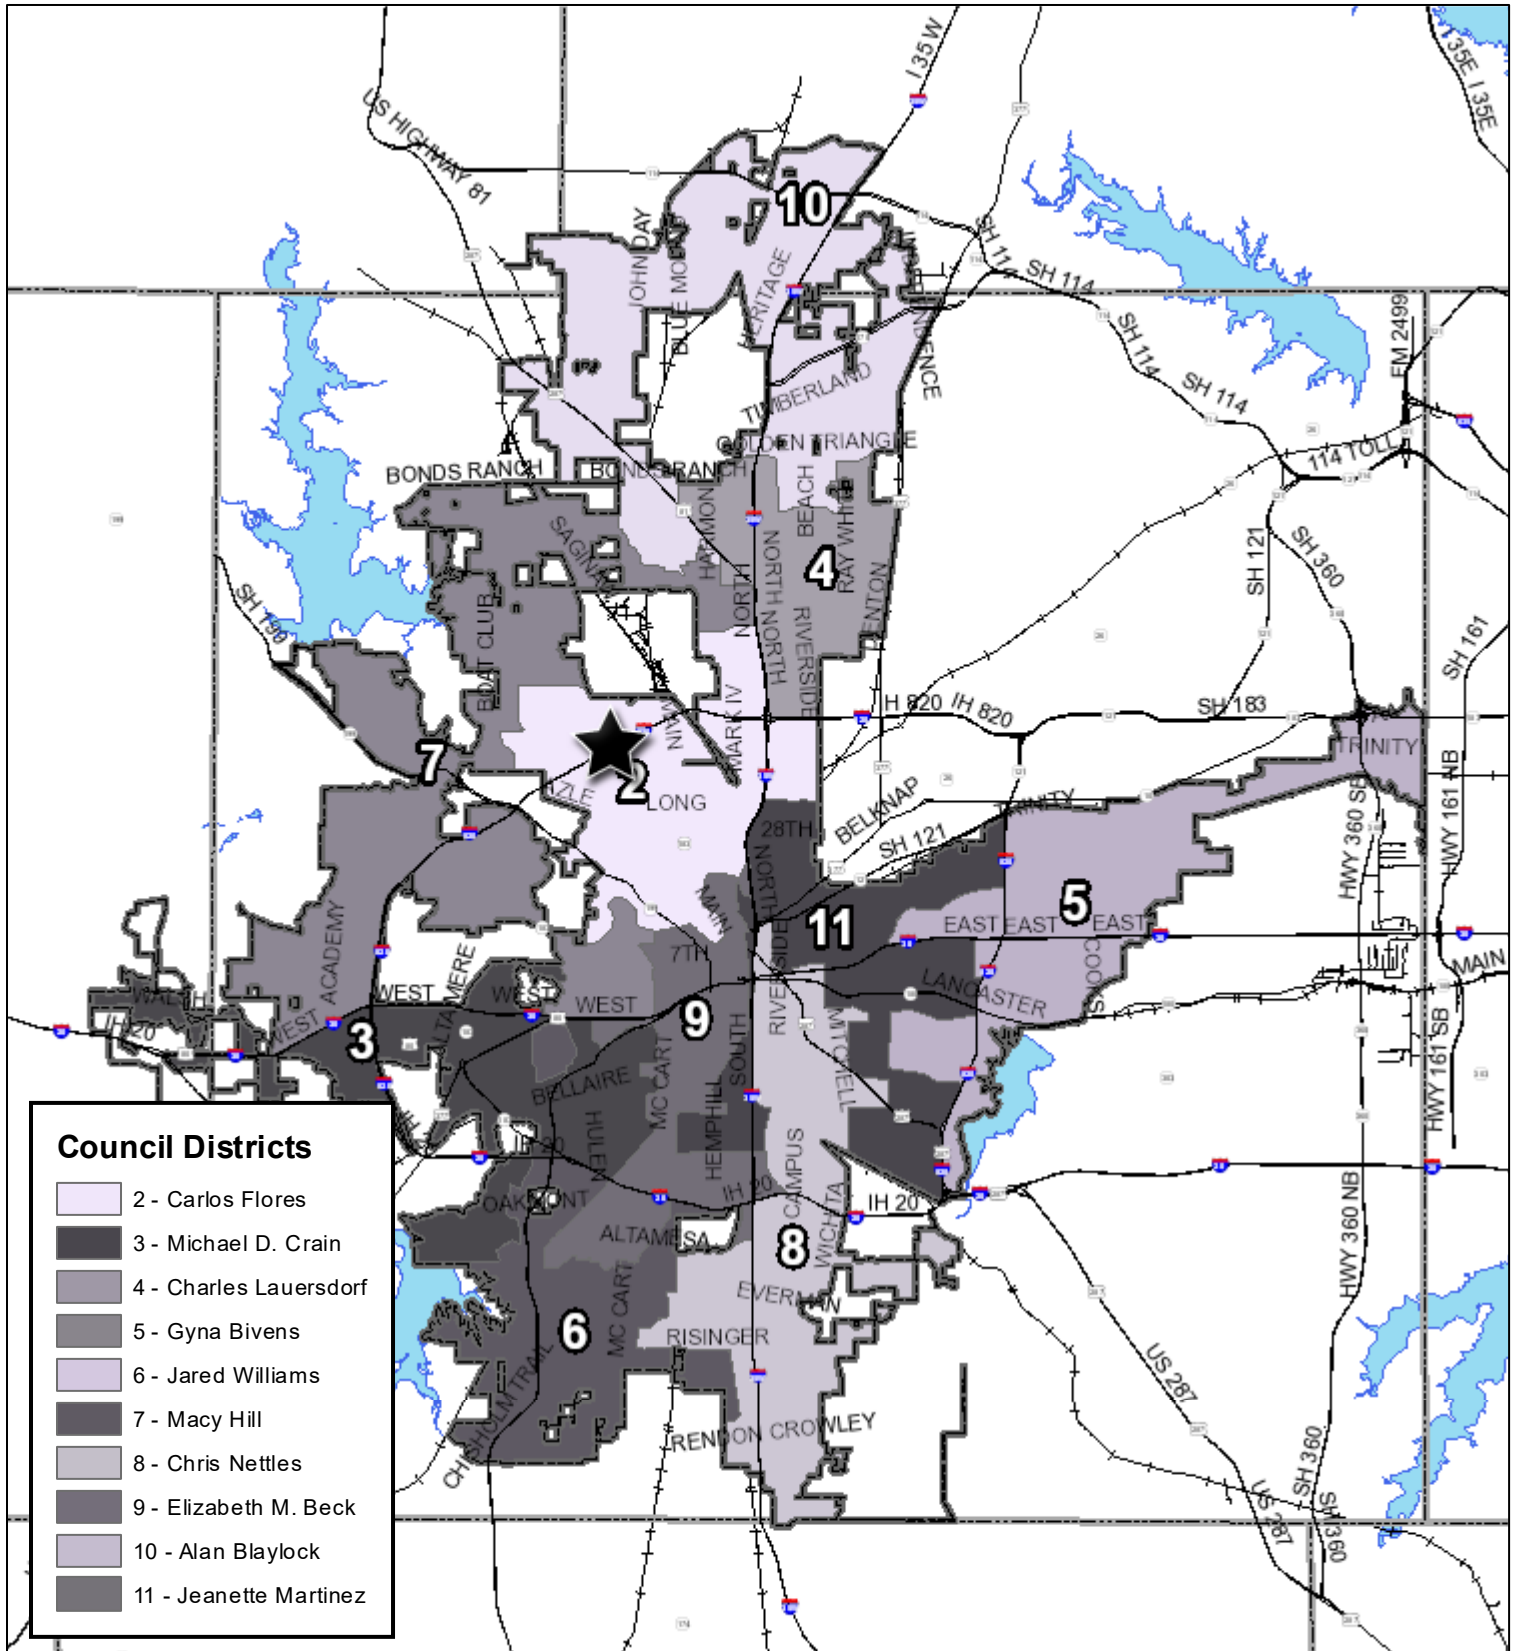 I 35W
I 35E
I 35E
US HIGHWAY 81
10
JOHN DAY
BLUE MO
HERITAGE
SH 114
SH 114
SH 114
SH 114
FM 2499
TIMBERLAND
GOLDEN TRIANGLE
BONDS RANCH
BONDS RANCH
114 TOLL
SAGINAW
HARMON
BEACH
RAY WHITE
4
DENTON
NORTH
NORTH
NORTH
RIVERSIDE
SH 121
SH 360
SH 161
SH 199
BOAT CLUB
MAIN
MARK IV
IH 820
IH 820
SH 183
TRINITY
7
2
AZLE
LONG
28TH
BELKNAP
TRINITY
SH 121
HWY 360 SB
HWY 161 NB
MAIN
NORTH
11
5
EAST
EAST
EAST
COOKS
7TH
LANCASTER
MAIN
ACADEMY
WEST
ALTAMERE
WEST
WEST
WALSH
IH 20
WEST
3
9
RIVERSIDE
SOUTH
MITCHELL
MC CART
BELLAIRE
HULEN
HEMPHILL
CAMPUS
HWY 161 SB
IH 20
OAKMONT
IH 20
IH 20
ALTAMESA
8
WICHITA
HWY 360 NB
EVERMAN
MC CART
6
RISINGER
CHISHOLM TRAIL
RENDON CROWLEY
US 287
SH 360
US 287
SH 360
Council Districts
2 - Carlos Flores
3 - Michael D. Crain
4 - Charles Lauersdorf
5 - Gyna Bivens
6 - Jared Williams
7 - Macy Hill
8 - Chris Nettles
9 - Elizabeth M. Beck
10 - Alan Blaylock
11 - Jeanette Martinez